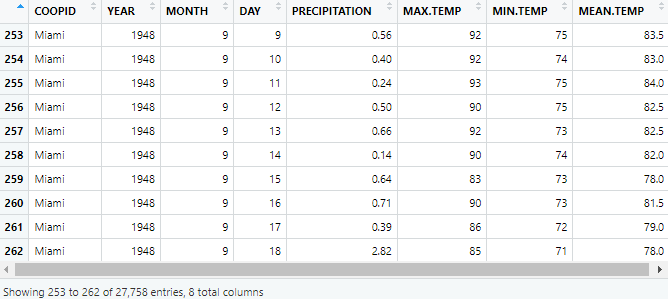 COOPID YEAR MONTH DAY PRECIPITATION MAX.TEMP MIN.TEMP MEAN.TEMP
253 Miami 1948 9 9 0.56 92 75 83.5
254 Miami 1948 9 10 0.40 92 74 83.0
255 Miami 1948 9 11 0.24 93 75 84.0
256 Miami 1948 9 12 0.50 90 75 82.5
257 Miami 1948 9 13 0.66 92 73 82.5
258 Miami 1948 9 14 0.14 90 74 82.0
259 Miami 1948 9 15 0.64 83 73 78.0
260 Miami 1948 9 16 0.71 90 73 81.5
261 Miami 1948 9 17 0.39 86 72 79.0
262 Miami 1948 9 18 2.82 85 71 78.0
Showing 253 to 262 of 27,758 entries, 8 total columns